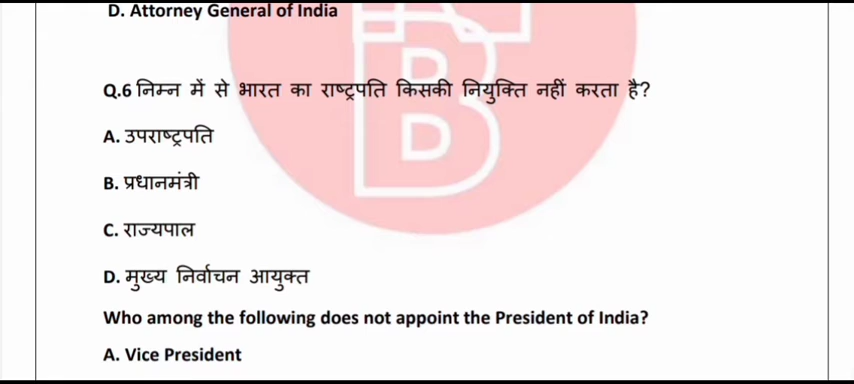 D. Attorney General of India
Q.6 निम्न में से भारत का राष्ट्रपति किसकी नियुक्ति नहीं करता है?
A. उपराष्ट्रपति
B. प्रधानमंत्री
C. राज्यपाल
D. मुख्य निर्वाचन आयुक्त
Who among the following does not appoint the President of India?
A. Vice President